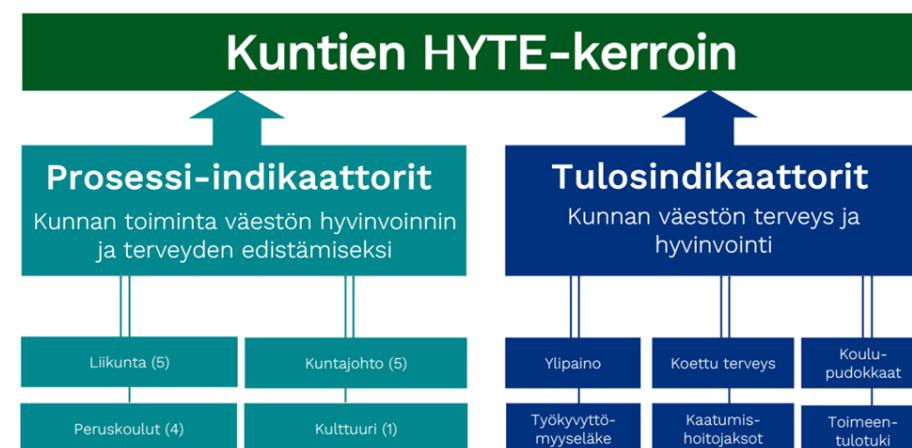 Kuntien HYTE-kerroin
Prosessi-indikaattorit
Kunnan toiminta väestön hyvinvoinnin
ja terveyden edistämiseksi
Tulosindikaattorit
Kunnan väestön terveys ja
hyvinvointi
Liikunta (5)
Kuntajohto (5)
Peruskoulut (4)
Kulttuuri (1)
Ylipaino
Koettu terveys
Koulu-
pudokkaat
Työkyvyttö-
myyseläke
Kaatumis-
hoitojaksot
Toimeen-
tulotuki